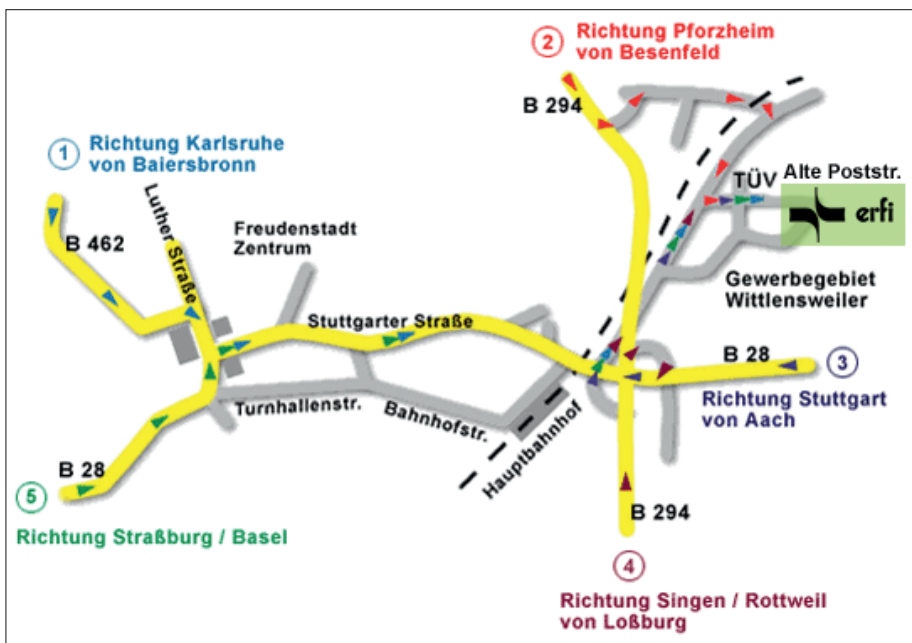 2
Richtung Pforzheim
von Besenfeld
B 294
1
Richtung Karlsruhe
von Baiersbronn
Luther Straße
B 462
Freudenstadt
Zentrum
TÜV
Alte Poststr.
erfi
Gewerbegebiet
Wittlensweiler
Stuttgarter Straße
B 28
3
Richtung Stuttgart
von Aach
Turnhallenstr.
Bahnhofstr.
Hauptbahnhof
B 28
5
Richtung Straßburg / Basel
B 294
4
Richtung Singen / Rottweil
von Loßburg